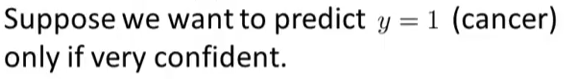 Suppose we want to predict y = 1 (cancer)
only if very confident.